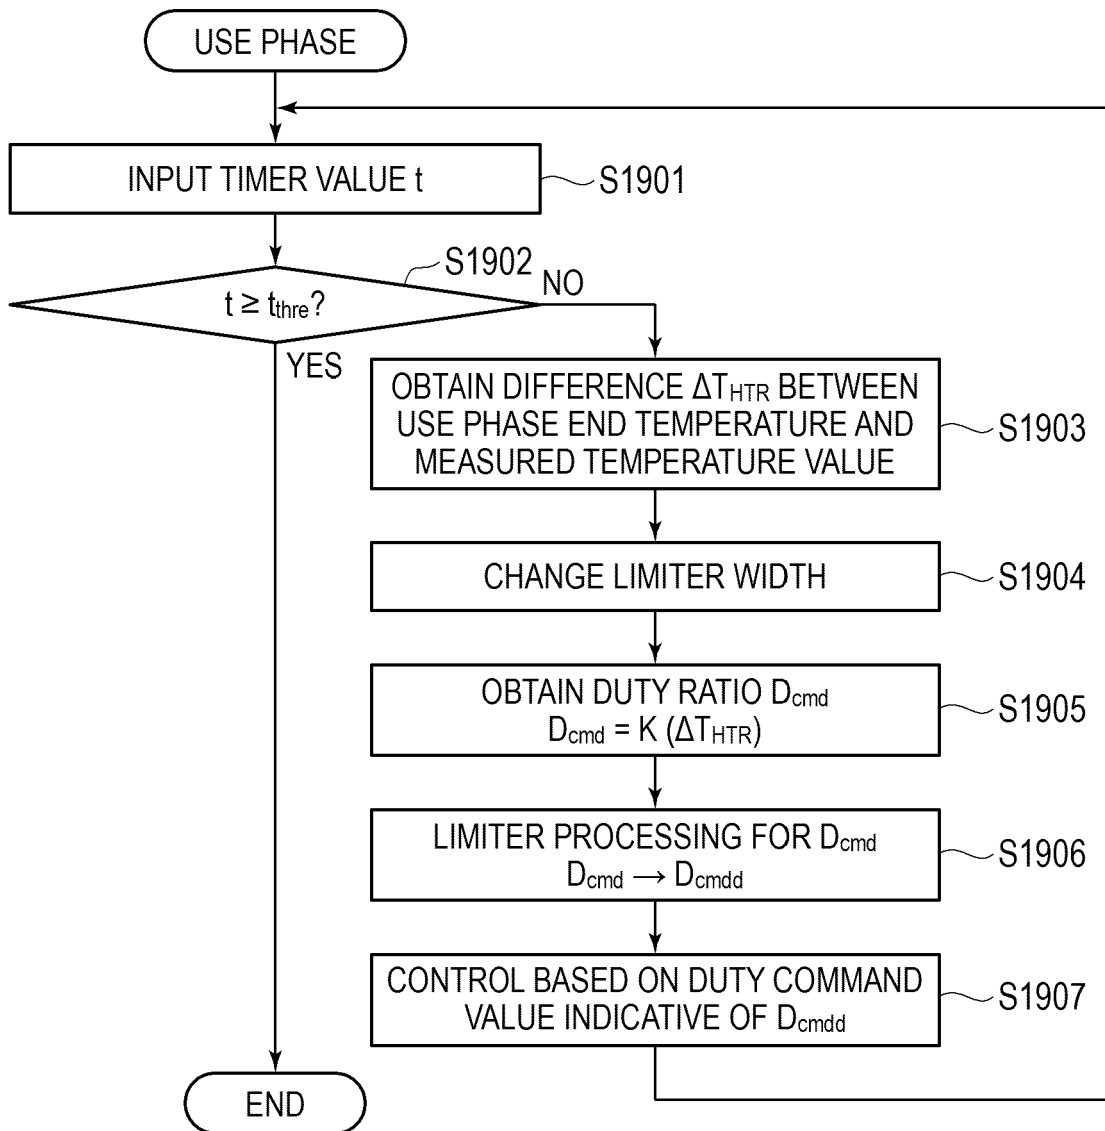 USE PHASE
INPUT TIMER VALUE t
S1901
S1902
t ≥ tthre?
NO
YES
OBTAIN DIFFERENCE ΔTHTR BETWEEN
USE PHASE END TEMPERATURE AND
MEASURED TEMPERATURE VALUE
S1903
CHANGE LIMITER WIDTH
S1904
OBTAIN DUTY RATIO Dcmd
Dcmd = K (ΔTHTR)
S1905
LIMITER PROCESSING FOR Dcmd
Dcmd → Dcmdd
S1906
CONTROL BASED ON DUTY COMMAND
VALUE INDICATIVE OF Dcmdd
S1907
END